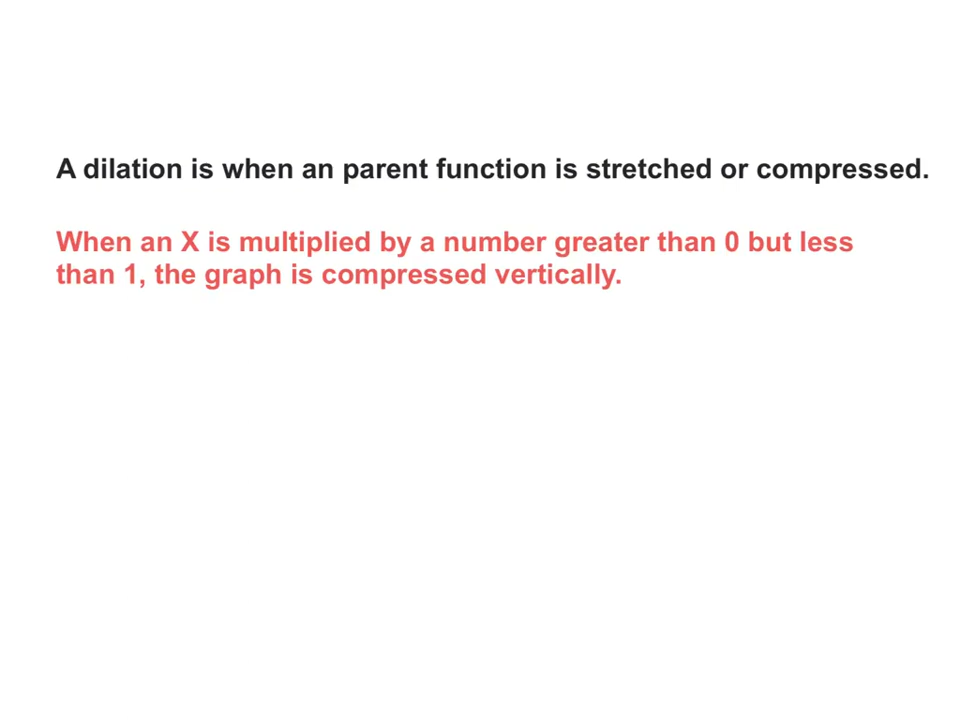 A dilation is when an parent function is stretched or compressed.
When an X is multiplied by a number greater than 0 but less
than 1, the graph is compressed vertically.